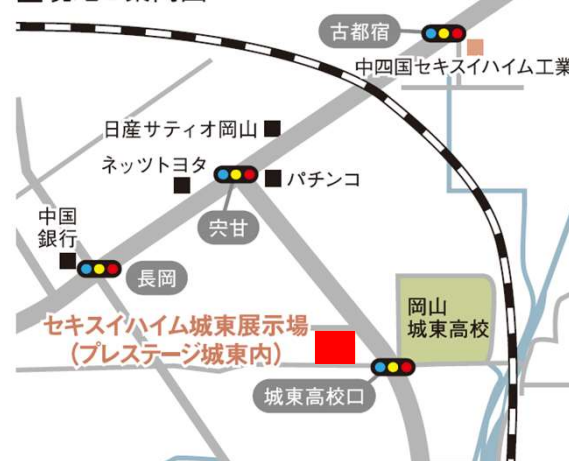 古都宿
中四国セキスイハイム工業
日産サティオ岡山
ネッツトヨタ
パチンコ
宍甘
中国
銀行
長岡
岡山
城東高校
セキスイハイム城東展示場
(プレステージ城東内)
城東高校口